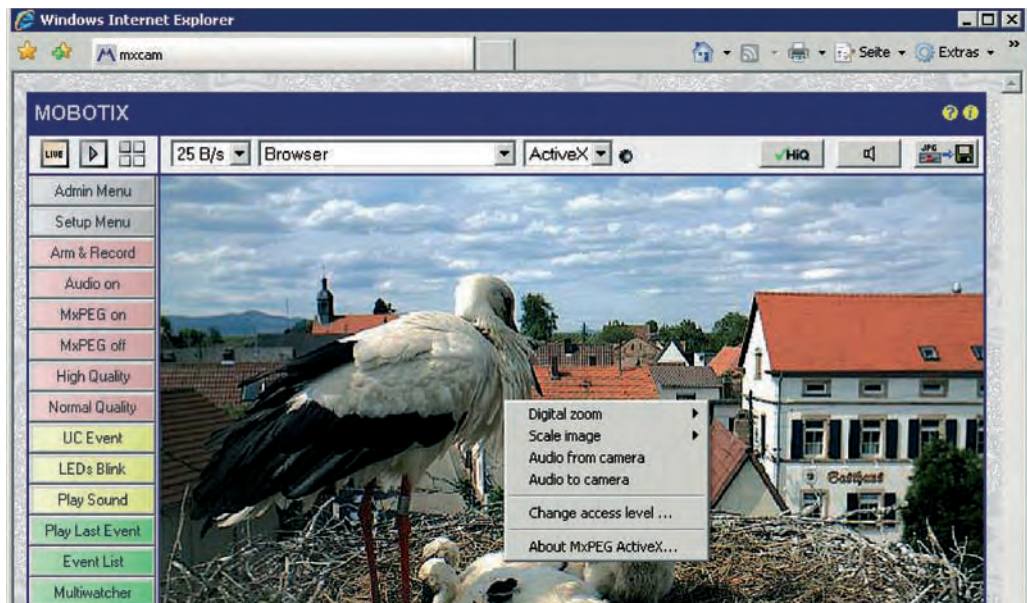 Windows Internet Explorer
mxcam
Seite
Extras
»
MOBOTIX
? i
LIVE
25 B/s
Browser
ActiveX
HiQ
JPG
Admin Menu
Setup Menu
Arm & Record
Audio on
MxPEG on
MxPEG off
High Quality
Normal Quality
UC Event
LEDs Blink
Play Sound
Play Last Event
Event List
Multiwatcher
Digital zoom
Scale image
Audio from camera
Audio to camera
Change access level ...
About MxPEG ActiveX...
Gasthaus